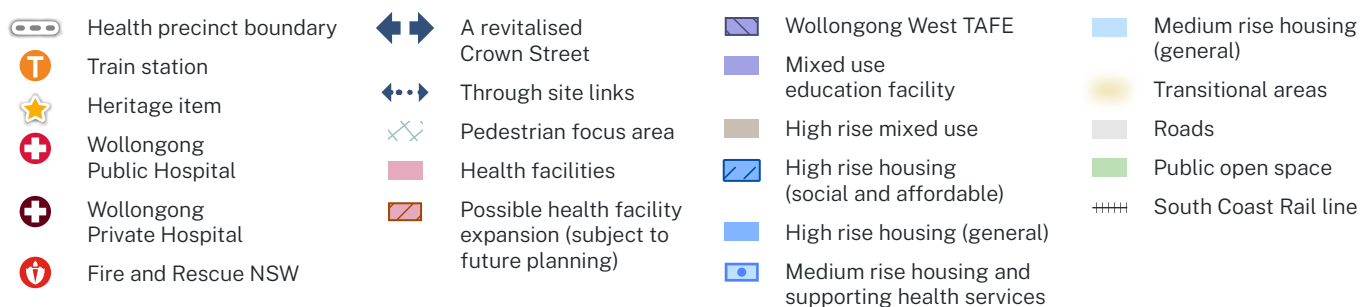 Health precinct boundary
T
Train station
Heritage item
Wollongong
Public Hospital
Wollongong
Private Hospital
Fire and Rescue NSW
A revitalised
Crown Street
Through site links
Pedestrian focus area
Health facilities
Possible health facility
expansion (subject to
future planning)
Wollongong West TAFE
Mixed use
education facility
High rise mixed use
High rise housing
(social and affordable)
High rise housing (general)
Medium rise housing and
supporting health services
Medium rise housing
(general)
Transitional areas
Roads
Public open space
South Coast Rail line